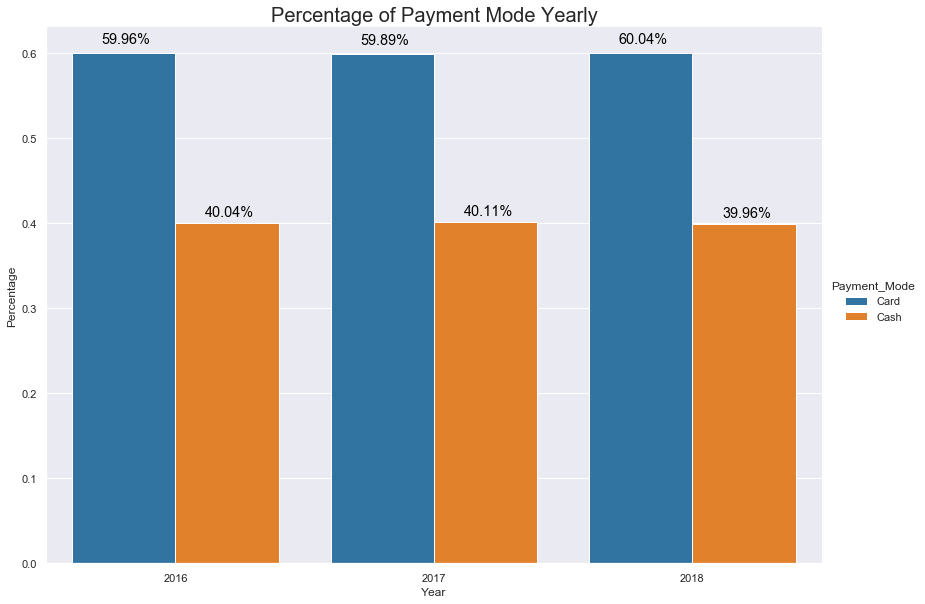 Percentage of Payment Mode Yearly
59.96%
59.89%
60.04%
40.04%
40.11%
39.96%
0.6
0.5
0.4
0.3
0.2
0.1
0.0
Percentage
2016
2017
2018
Year
Payment_Mode
Card
Cash